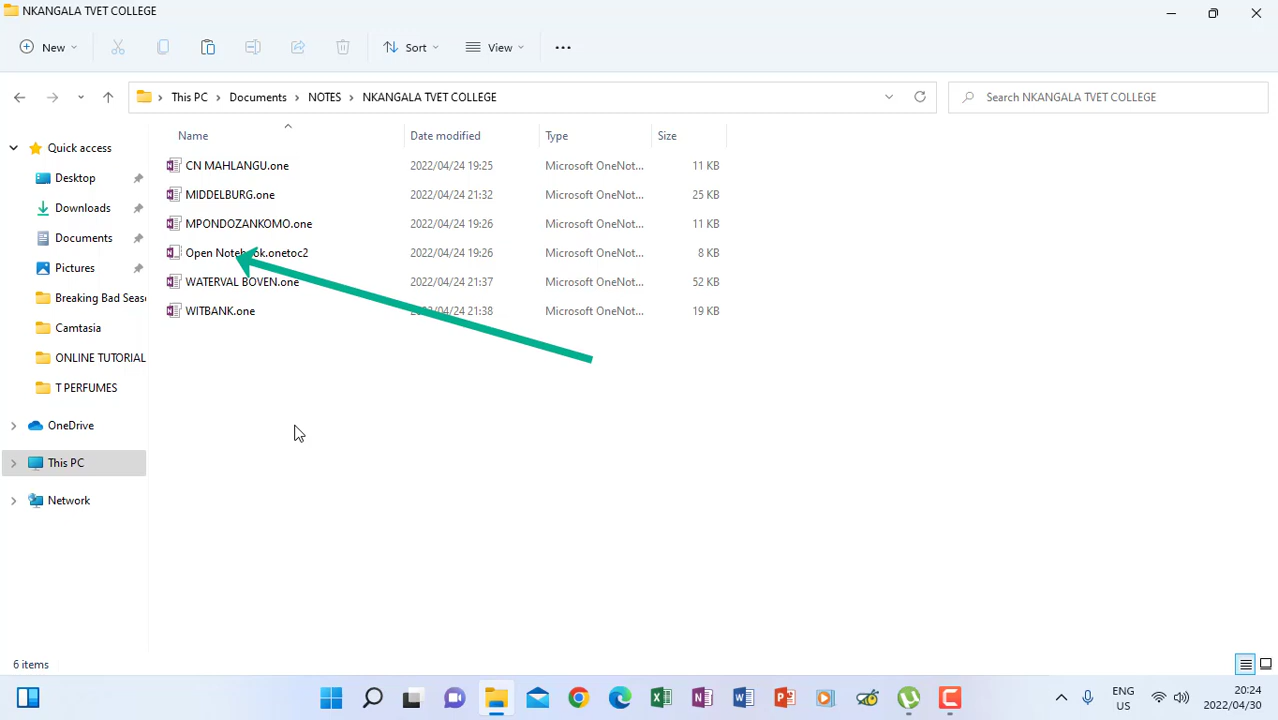 NKANGALA TVET COLLEGE
New
Sort
View
This PC > Documents > NOTES > NKANGALA TVET COLLEGE
Search NKANGALA TVET COLLEGE
Name Date modified Type Size
Quick access
Desktop
Downloads
Documents
Pictures
Breaking Bad Seas
Camtasia
ONLINE TUTORIAL
T PERFUMES
OneDrive
This PC
Network
CN MAHLANGU.one 2022/04/24 19:25 Microsoft OneNot... 11 KB
MIDDELBURG.one 2022/04/24 21:32 Microsoft OneNot... 25 KB
MPONDOZANKOMO.one 2022/04/24 19:26 Microsoft OneNot... 11 KB
Open Notebook.onetoc2 2022/04/24 19:26 Microsoft OneNot... 8 KB
WATERVAL BOVEN.one 2022/04/24 21:37 Microsoft OneNot... 52 KB
WITBANK.one 2022/04/24 21:38 Microsoft OneNot... 19 KB
6 items
ENG
US
20:24
2022/04/30